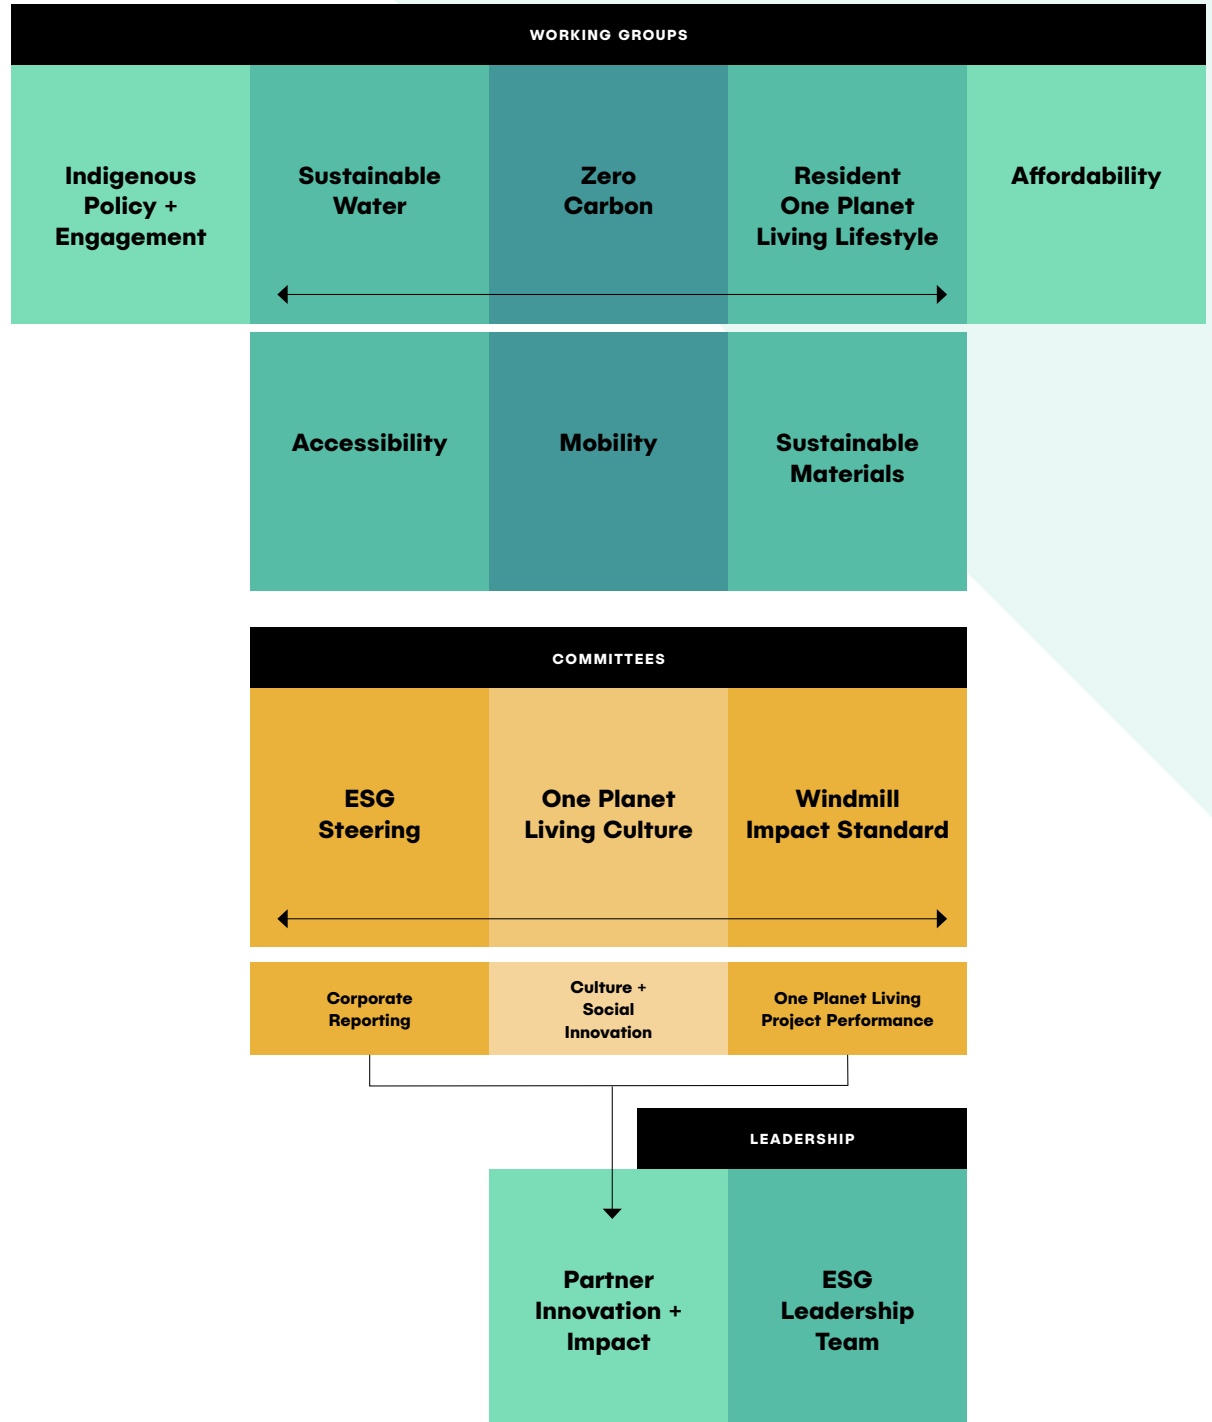 WORKING GROUPS
Indigenous
Policy +
Engagement
Sustainable
Water
Zero
Carbon
Resident
One Planet
Living Lifestyle
Affordability
Accessibility
Mobility
Sustainable
Materials
COMMITTEES
ESG
Steering
One Planet
Living Culture
Windmill
Impact Standard
Corporate
Reporting
Culture +
Social
Innovation
One Planet Living
Project Performance
LEADERSHIP
Partner
Innovation +
Impact
ESG
Leadership
Team